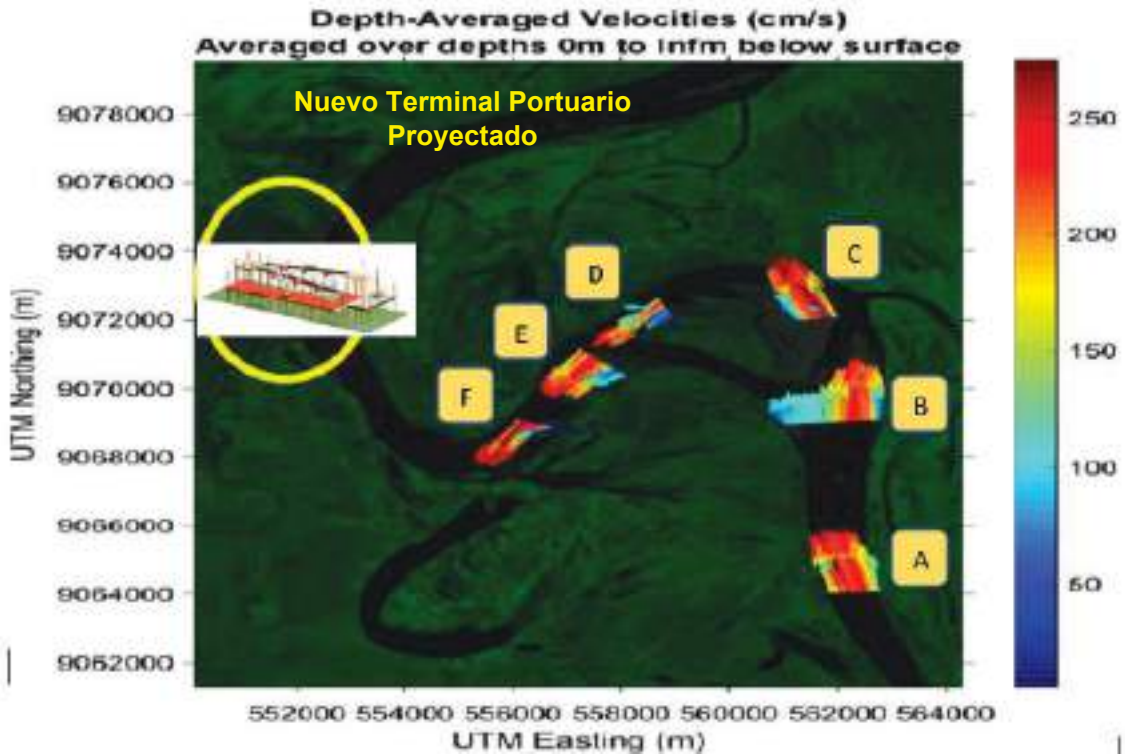 Depth-Averaged Velocities (cm/s)
Averaged over depths 0m to Infm below surface
Nuevo Terminal Portuario
Proyectado
9078000
9076000
9074000
9072000
9070000
9068000
9066000
9064000
9062000
UTM Northing (m)
C
D
E
F
B
A
250
200
150
100
50
552000 554000 556000 558000 560000 562000 564000
UTM Easting (m)